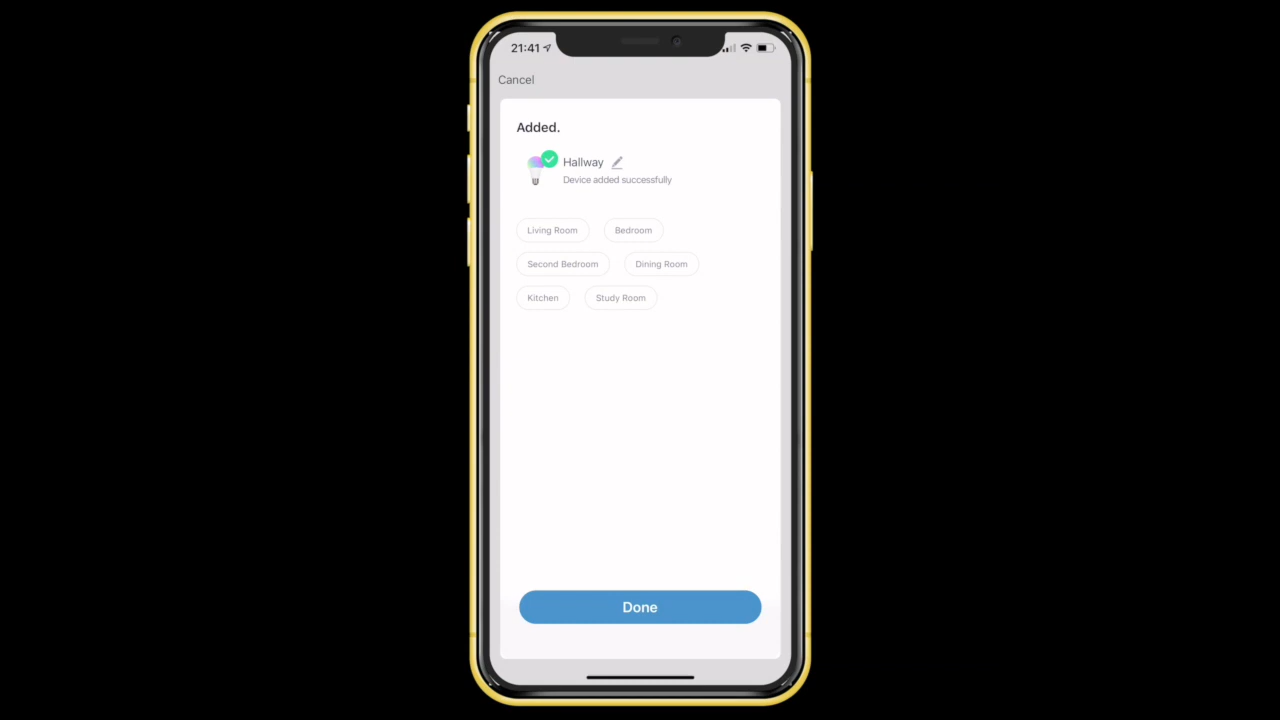 21:41
Cancel
Added.
Hallway
Device added successfully
Living Room
Bedroom
Second Bedroom
Dining Room
Kitchen
Study Room
Done